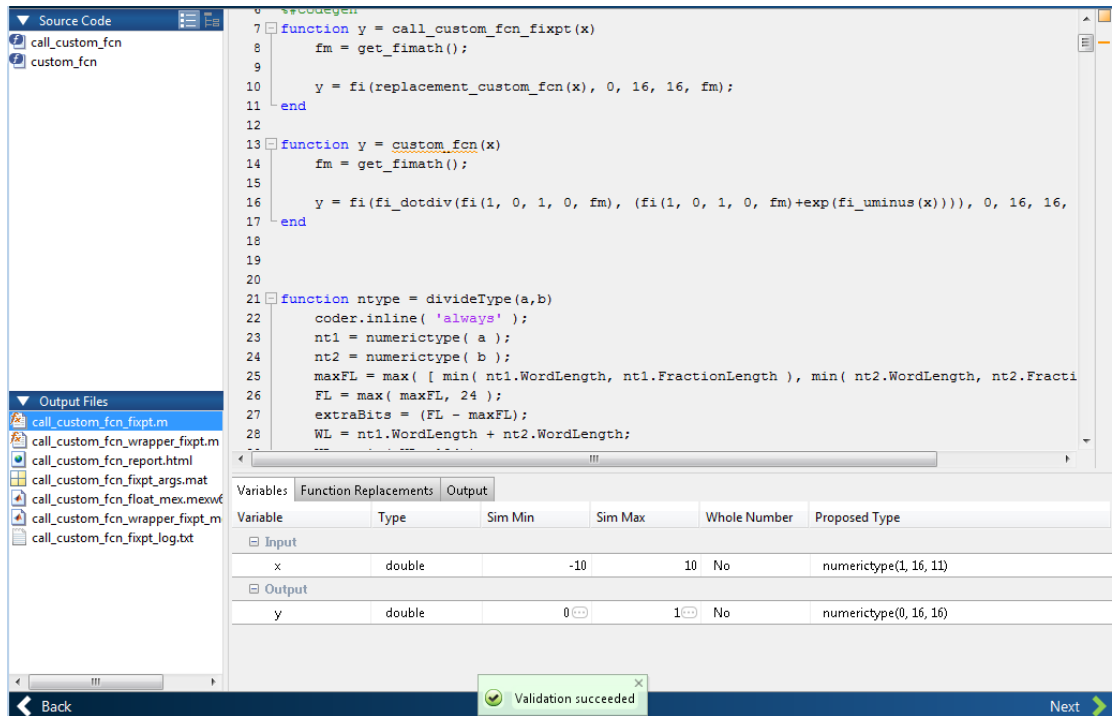 Source Code
call_custom_fcn
custom_fcn
6 %#codegen
7 function y = call_custom_fcn_fixpt(x)
8 fm = get_fimath();
9
10 y = fi(replacement_custom_fcn(x), 0, 16, 16, fm);
11 end
12
13 function y = custom_fcn(x)
14 fm = get_fimath();
15
16 y = fi(fi_dotdiv(fi(1, 0, 1, 0, fm), (fi(1, 0, 1, 0, fm)+exp(fi_uminus(x)))), 0, 16, 16,
17 end
18
19
20
21 function ntype = divideType(a,b)
22 coder.inline( 'always' );
23 nt1 = numerictype( a );
24 nt2 = numerictype( b );
25 maxFL = max( [ min( nt1.WordLength, nt1.FractionLength ), min( nt2.WordLength, nt2.Fracti
26 FL = max( maxFL, 24 );
27 extraBits = (FL - maxFL);
28 WL = nt1.WordLength + nt2.WordLength;
Output Files
call_custom_fcn_fixpt.m
call_custom_fcn_wrapper_fixpt.m
call_custom_fcn_report.html
call_custom_fcn_fixpt_args.mat
call_custom_fcn_float_mex.mexw6
call_custom_fcn_wrapper_fixpt_m
call_custom_fcn_fixpt_log.txt
Variables Function Replacements Output
Variable Type Sim Min Sim Max Whole Number Proposed Type
Input
x double -10 10 No numerictype(1, 16, 11)
Output
y double 0 1 No numerictype(0, 16, 16)
Validation succeeded
Back Next